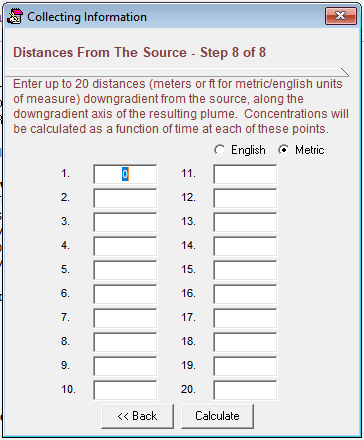 Collecting Information
Distances From The Source - Step 8 of 8
Enter up to 20 distances (meters or ft for metric/english units
of measure) downgradient from the source, along the
downgradient axis of the resulting plume. Concentrations will
be calculated as a function of time at each of these points.
English Metric
1. 0 11.
2. 12.
3. 13.
4. 14.
5. 15.
6. 16.
7. 17.
8. 18.
9. 19.
10. 20.
<< Back Calculate